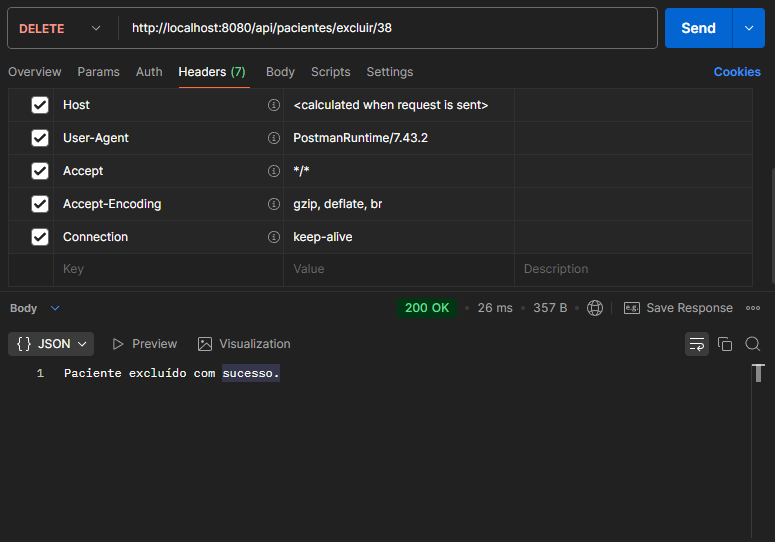 DELETE http://localhost:8080/api/pacientes/excluir/38 Send
Overview Params Auth Headers (7) Body Scripts Settings Cookies
Host <calculated when request is sent>
User-Agent PostmanRuntime/7.43.2
Accept */*
Accept-Encoding gzip, deflate, br
Connection keep-alive
Key Value Description
Body 200 OK • 26 ms • 357 B • e.g. Save Response
{} JSON Preview Visualization
1 Paciente excluído com sucesso.